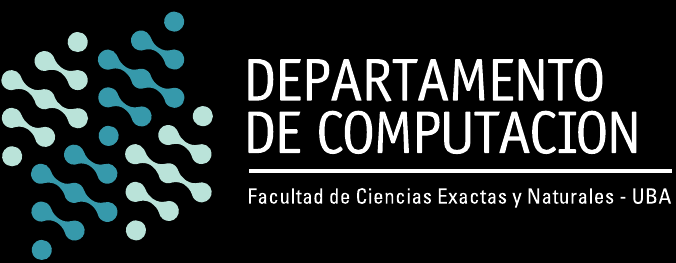 DEPARTAMENTO
DE COMPUTACION
Facultad de Ciencias Exactas y Naturales - UBA